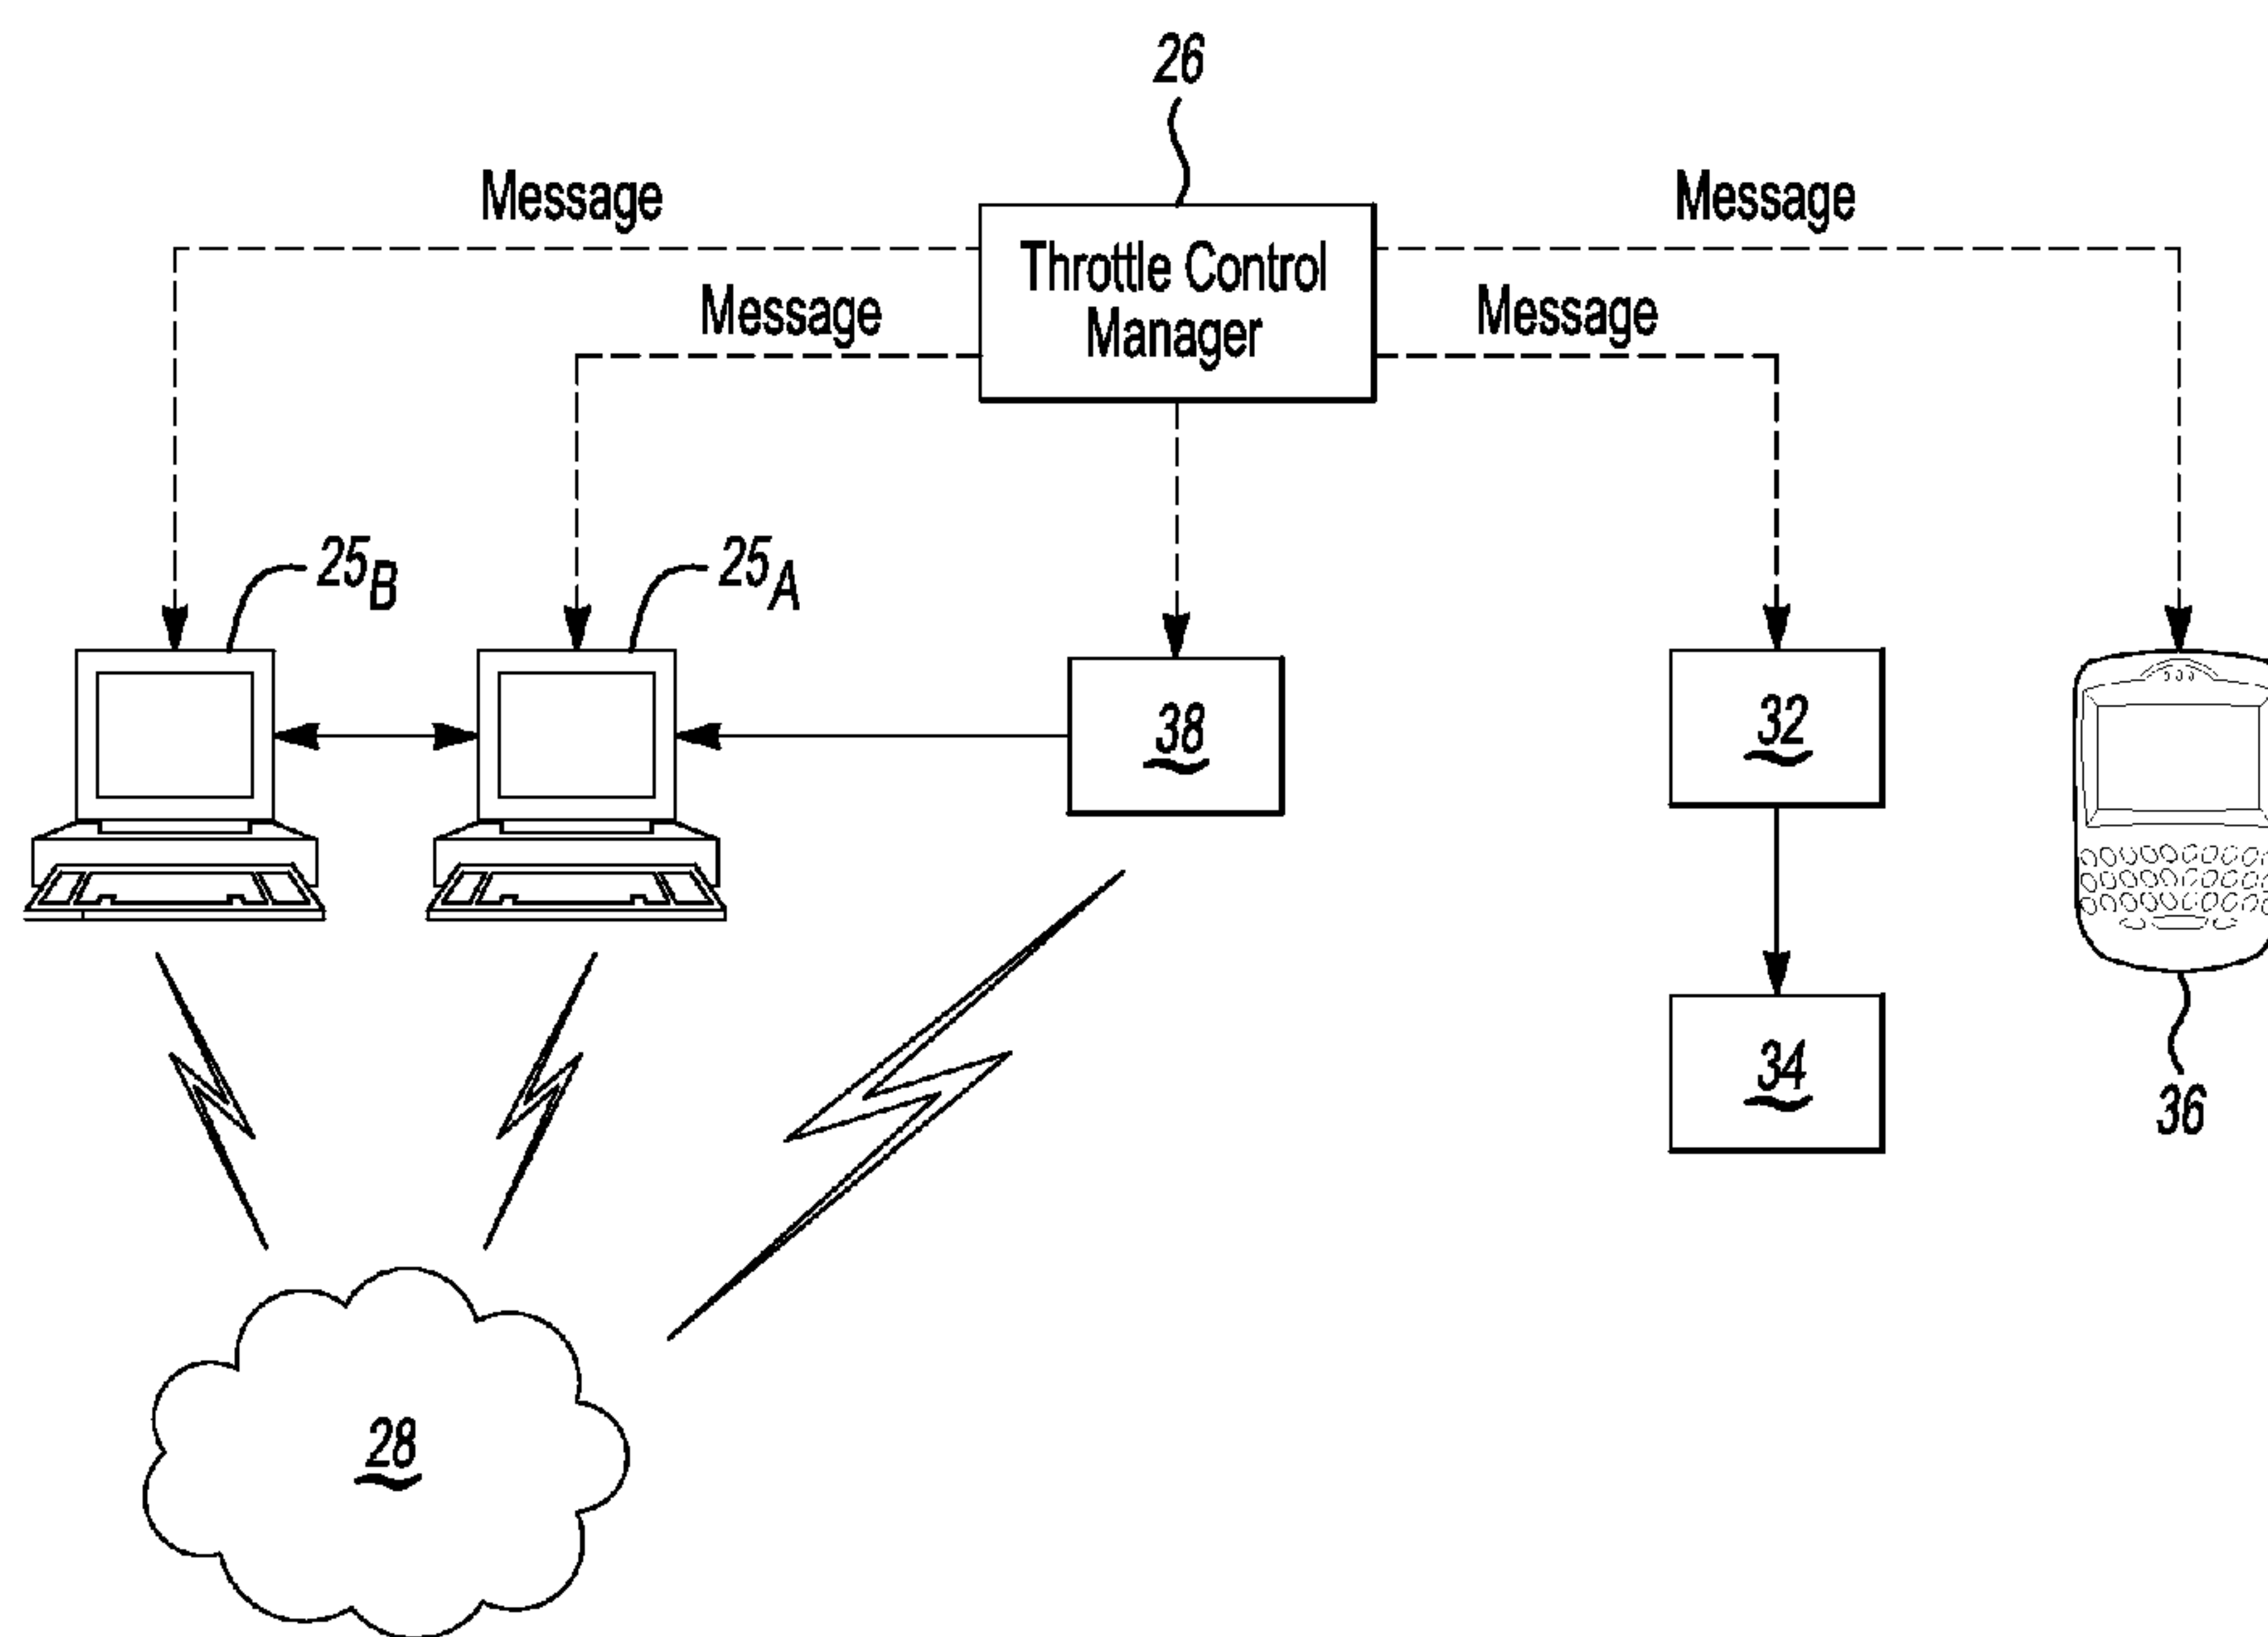 26
Message
Message
Throttle Control
Manager
Message
Message
25B
25A
38
32
34
36
28